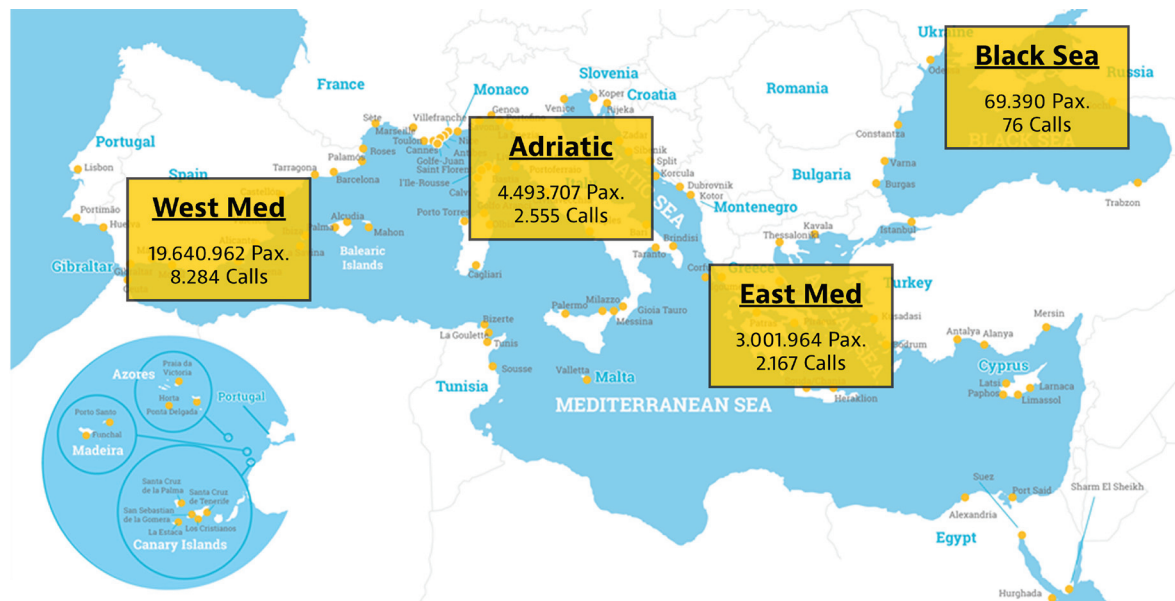 Black Sea
69.390 Pax.
76 Calls
Adriatic
4.493.707 Pax.
2.555 Calls
West Med
19.640.962 Pax.
8.284 Calls
East Med
3.001.964 Pax.
2.167 Calls
Ukraine
Russia
BLACK SEA
Slovenia
Koper
Croatia
Rijeka
Venice
Monaco
Genoa
France
Romania
Villefranche
Sète
Marseille
Toulon
Cannes
Golfe-Juan
Saint Florent
l'Ile-Rousse
Portugal
Lisbon
Spain
Palamós
Roses
Tarragona
Barcelona
Portimão
Huelva
Gibraltar
Palma
Alcudia
Mahon
Balearic
Islands
Porto Torres
Cagliari
Split
Korcula
Dubrovnik
Kotor
Montenegro
Bulgaria
Constantza
Varna
Burgas
Trabzon
Istanbul
Kavala
Thessaloniki
Brindisi
Taranto
Greece
Turkey
Kusadasi
Bodrum
Antalya
Alanya
Mersin
Palermo
Milazzo
Messina
Gioia Tauro
Bizerte
La Goulette
Tunis
Sousse
Tunisia
Valletta
Malta
MEDITERRANEAN SEA
Heraklion
Cyprus
Latsi
Paphos
Larnaca
Limassol
Azores
Praia da
Victoria
Horta
Ponta Delgada
Portugal
Porto Santo
Funchal
Madeira
Santa Cruz
de la Palma
Santa Cruz
de Tenerife
San Sebastian
de la Gomera
La Estaca
Los Cristianos
Canary Islands
Suez
Port Said
Sharm El Sheikh
Alexandria
Egypt
Hurghada